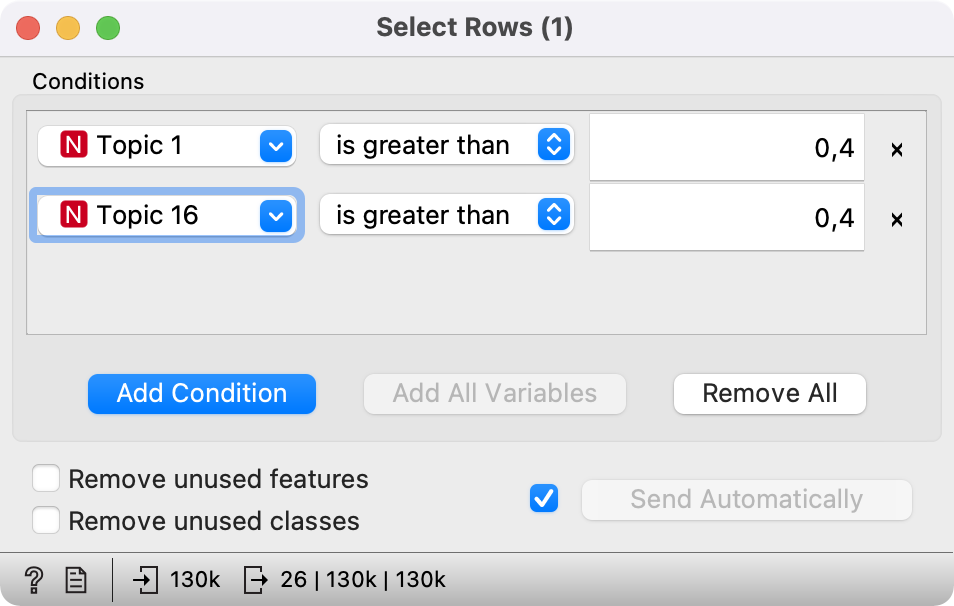 Select Rows (1)
Conditions
N Topic 1 is greater than 0,4 ×
N Topic 16 is greater than 0,4 ×
Add Condition Add All Variables Remove All
Remove unused features
Send Automatically
Remove unused classes
? 130k 26 | 130k | 130k